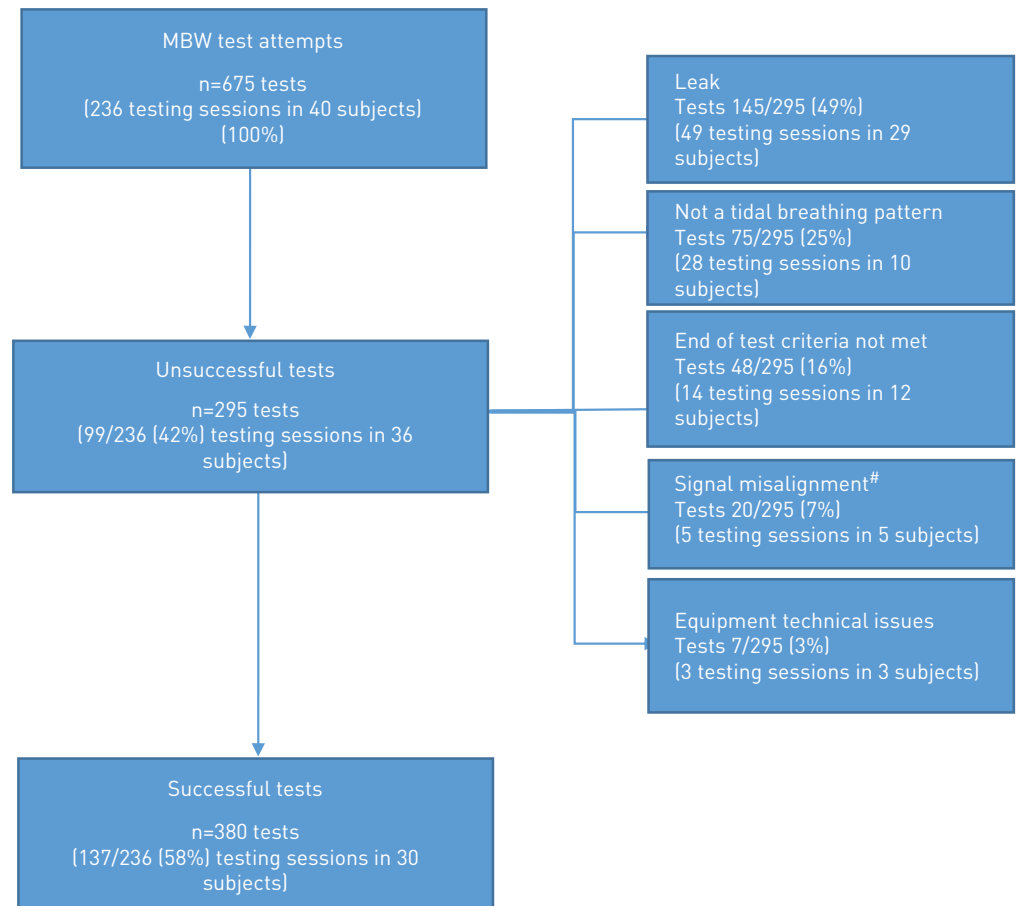 MBW test attempts
n=675 tests
(236 testing sessions in 40 subjects)
(100%)
Leak
Tests 145/295 (49%)
(49 testing sessions in 29
subjects)
Not a tidal breathing pattern
Tests 75/295 (25%)
(28 testing sessions in 10
subjects)
End of test criteria not met
Tests 48/295 (16%)
(14 testing sessions in 12
subjects)
Unsuccessful tests
n=295 tests
(99/236 (42%) testing sessions in 36
subjects)
Signal misalignment#
Tests 20/295 (7%)
(5 testing sessions in 5 subjects)
Equipment technical issues
Tests 7/295 (3%)
(3 testing sessions in 3 subjects)
Successful tests
n=380 tests
(137/236 (58%) testing sessions in 30
subjects)